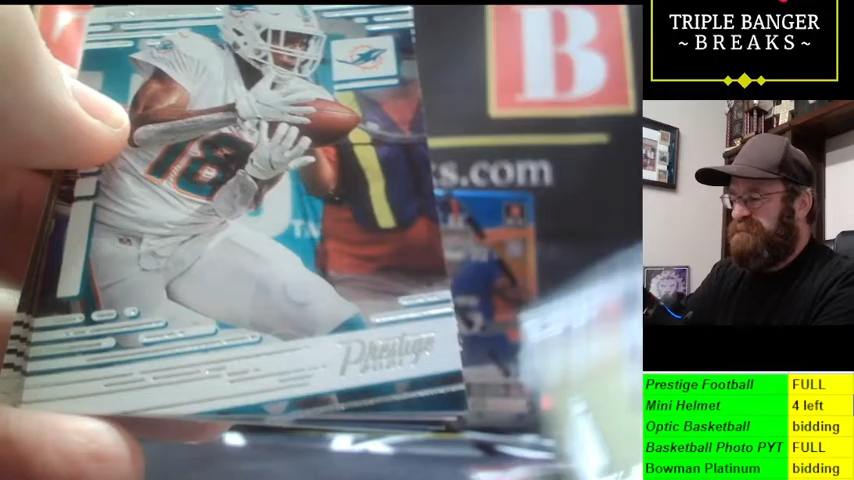 TRIPLE BANGER
~ BREAKS ~
B
s.com
18
TM
Prestige
Prestige Football FULL
Mini Helmet 4 left
Optic Basketball bidding
Basketball Photo PYT FULL
Bowman Platinum bidding